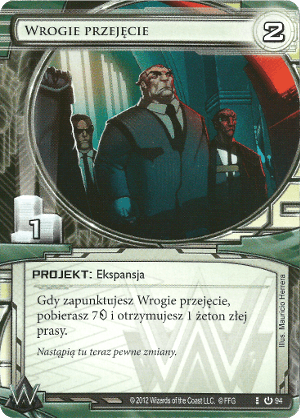 Wrogie przejęcie
2
1
PROJEKT: Ekspansja
Gdy zapunktujesz Wrogie przejęcie,
pobierasz 7 i otrzymujesz 1 żeton złej
prasy.
Nastąpią tu teraz pewne zmiany.
Illus. Mauricio Herrera
© 2012 Wizards of the Coast LLC. © FFG
94